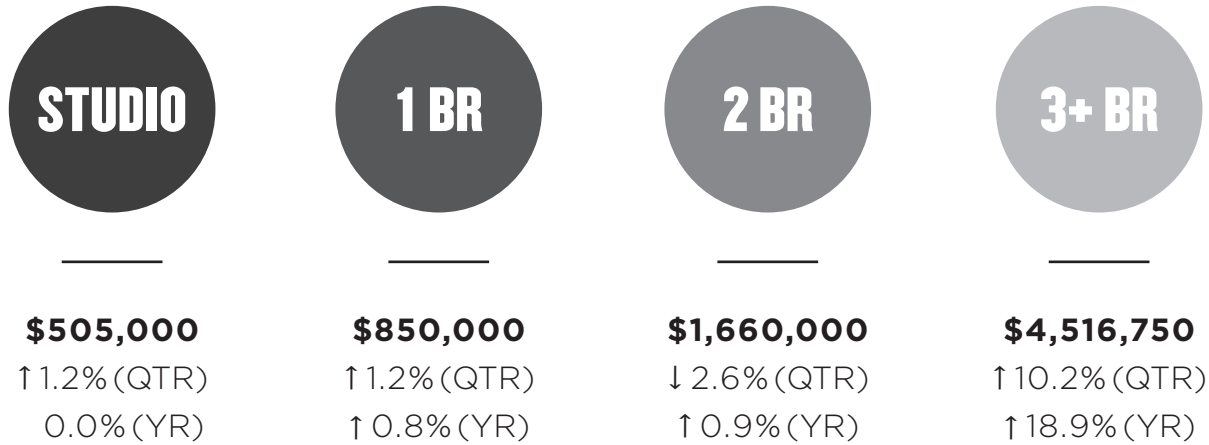 STUDIO
1 BR
2 BR
3+ BR
$505,000
↑ 1.2% (QTR)
0.0% (YR)
$850,000
↑ 1.2% (QTR)
↑ 0.8% (YR)
$1,660,000
↓ 2.6% (QTR)
↑ 0.9% (YR)
$4,516,750
↑ 10.2% (QTR)
↑ 18.9% (YR)